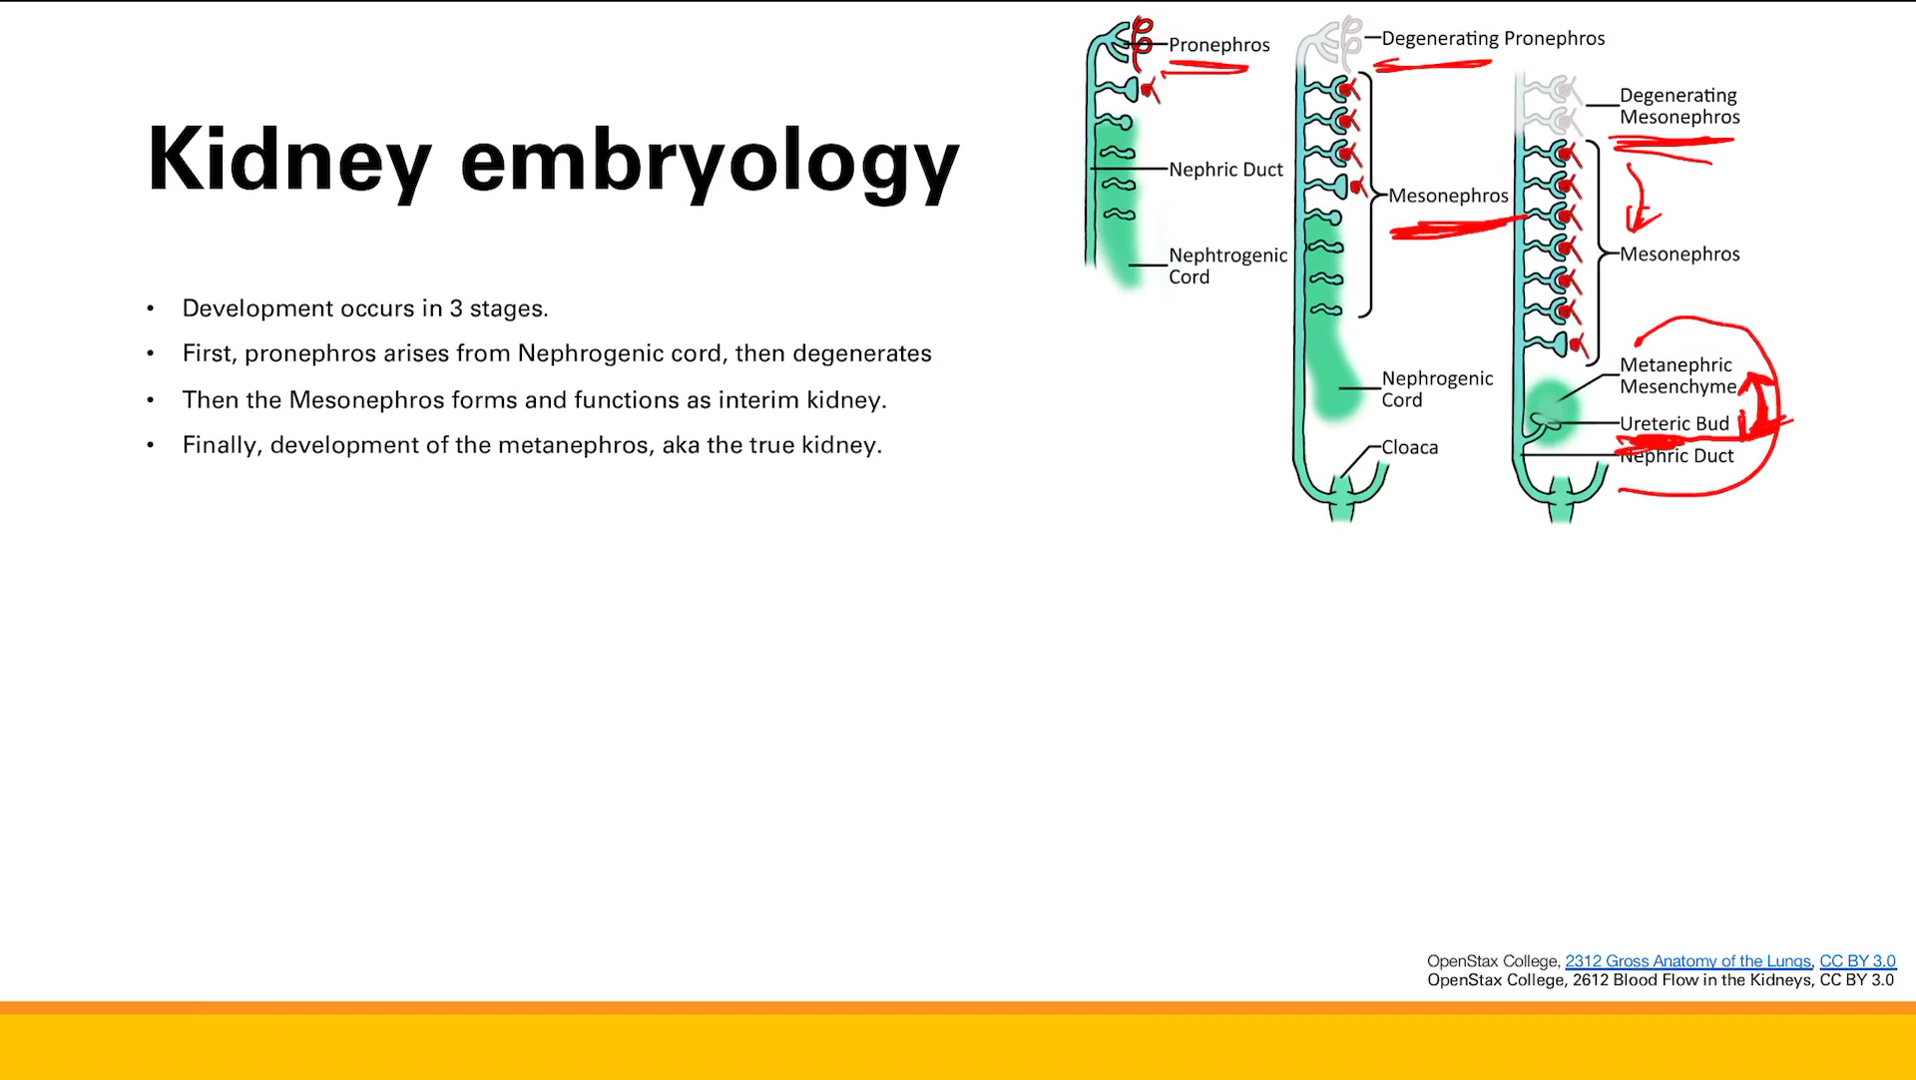 Kidney embryology
• Development occurs in 3 stages.
• First, pronephros arises from Nephrogenic cord, then degenerates
• Then the Mesonephros forms and functions as interim kidney.
• Finally, development of the metanephros, aka the true kidney.
Pronephros
Nephric Duct
Nephtrogenic
Cord
Degenerating Pronephros
Mesonephros
Nephrogenic
Cord
Cloaca
Degenerating
Mesonephros
Mesonephros
Metanephric
Mesenchyme
Ureteric Bud
Nephric Duct
OpenStax College, 2312 Gross Anatomy of the Lungs, CC BY 3.0
OpenStax College, 2612 Blood Flow in the Kidneys, CC BY 3.0